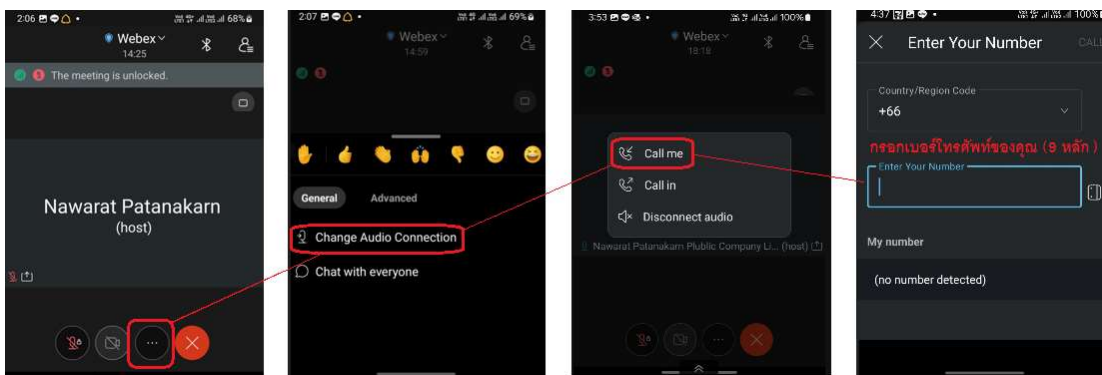 2:06
68%
Webex
14:25
The meeting is unlocked.
Nawarat Patanakarn
(host)
2:07
69%
Webex
14:59
General
Advanced
Change Audio Connection
Chat with everyone
3:53
100%
Webex
18:18
Call me
Call in
Disconnect audio
Nawarat Patanakarn Plublic Company Li... (host)
4:37
100%
Enter Your Number
CALL
Country/Region Code
+66
กรอกเบอร์โทรศัพท์ของคุณ (9 หลัก )
Enter Your Number
My number
(no number detected)